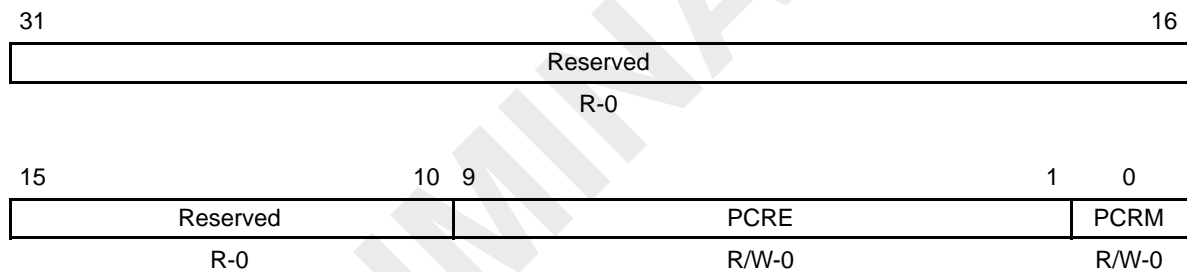 31 16
Reserved
R-0
15 10 9 1 0
Reserved PCRE PCRM
R-0 R/W-0 R/W-0